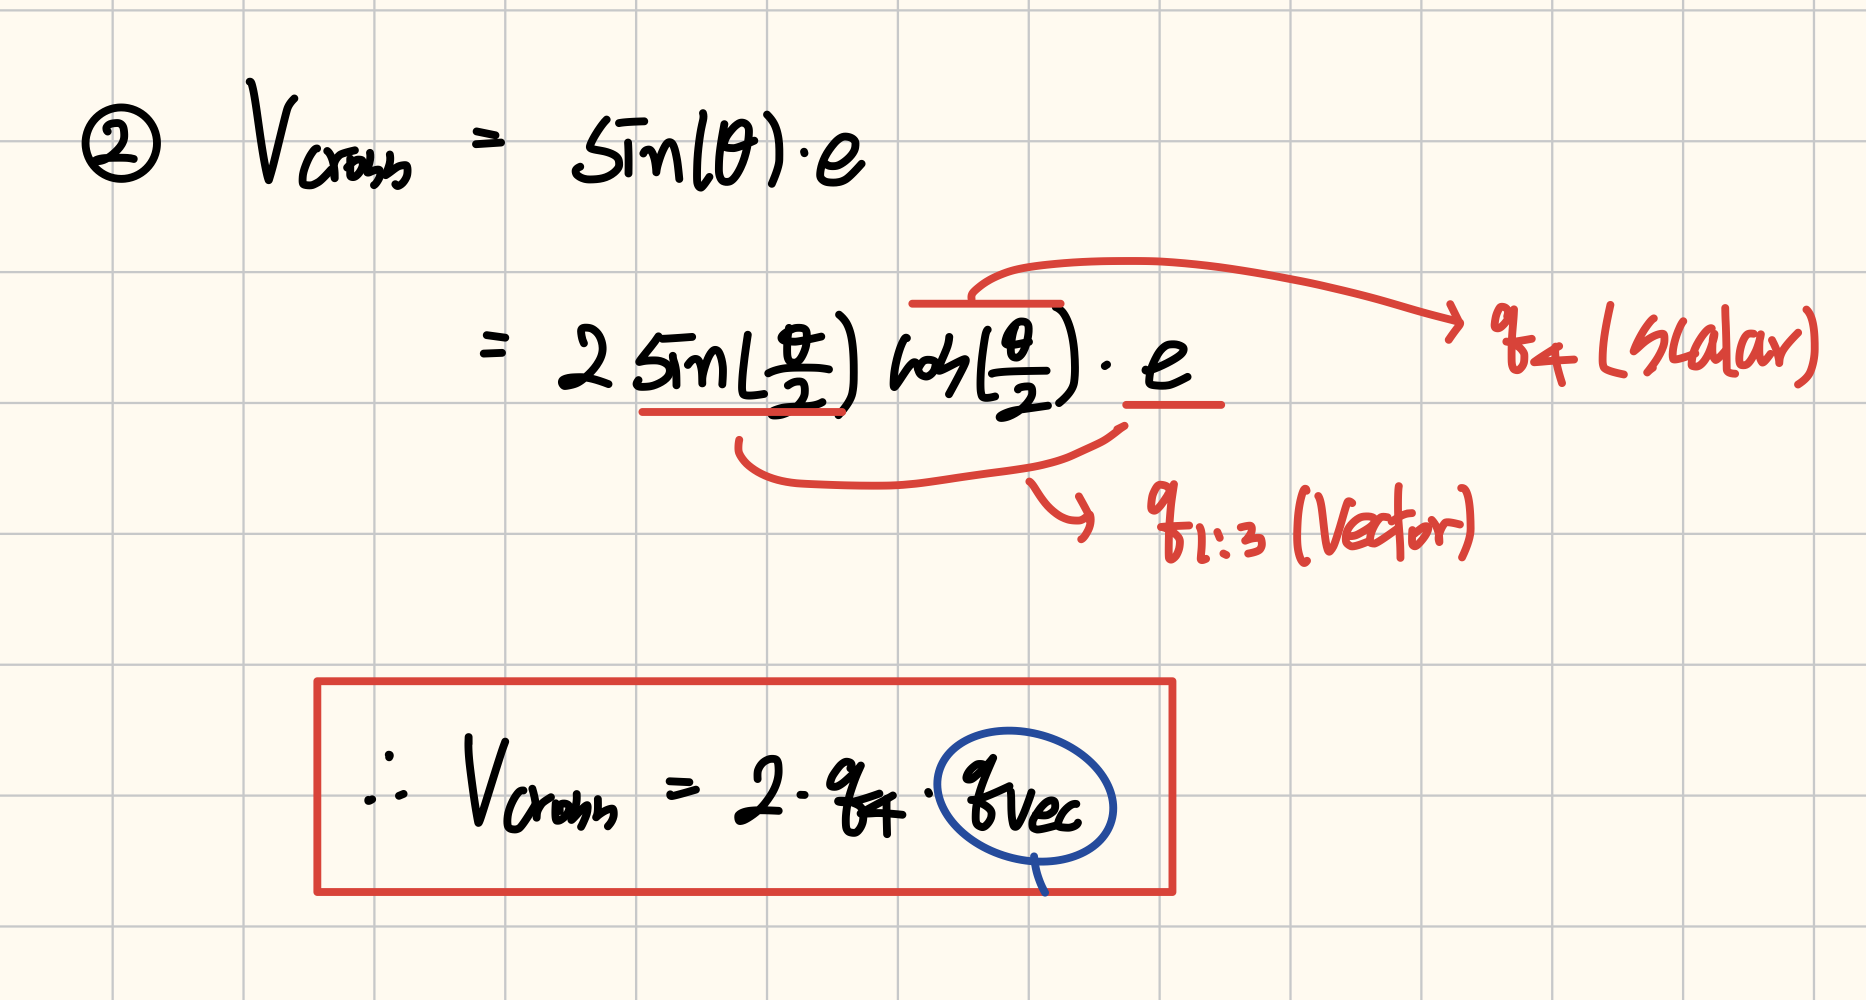 ② V_cross = sin(θ)·e
= 2 sin(θ/2) cos(θ/2) · e
q_4 (scalar)
q_1:3 (Vector)
∴ V_cross = 2 · q_4 · q_vec